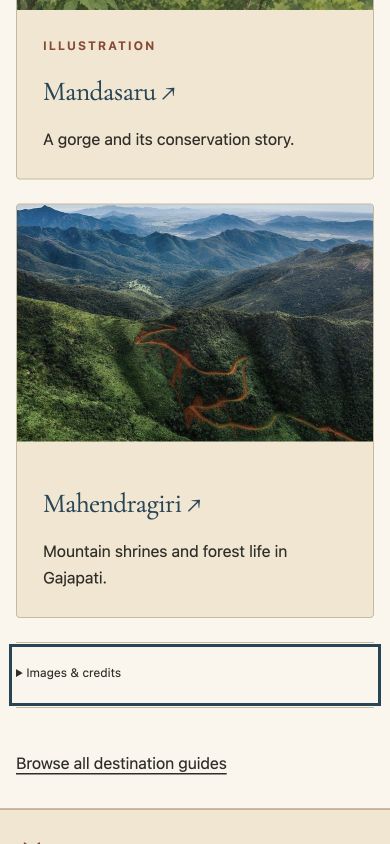 ILLUSTRATION
Mandasaru ↗
A gorge and its conservation story.
Mahendragiri ↗
Mountain shrines and forest life in
Gajapati.
Images & credits
Browse all destination guides